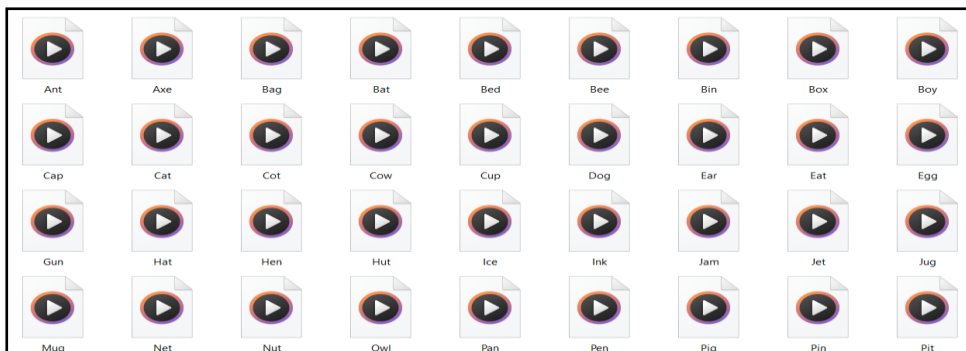 Ant Axe Bag Bat Bed Bee Bin Box Boy
Cap Cat Cot Cow Cup Dog Ear Eat Egg
Gun Hat Hen Hut Ice Ink Jam Jet Jug
Mug Net Nut Owl Pan Pen Pig Pin Pit